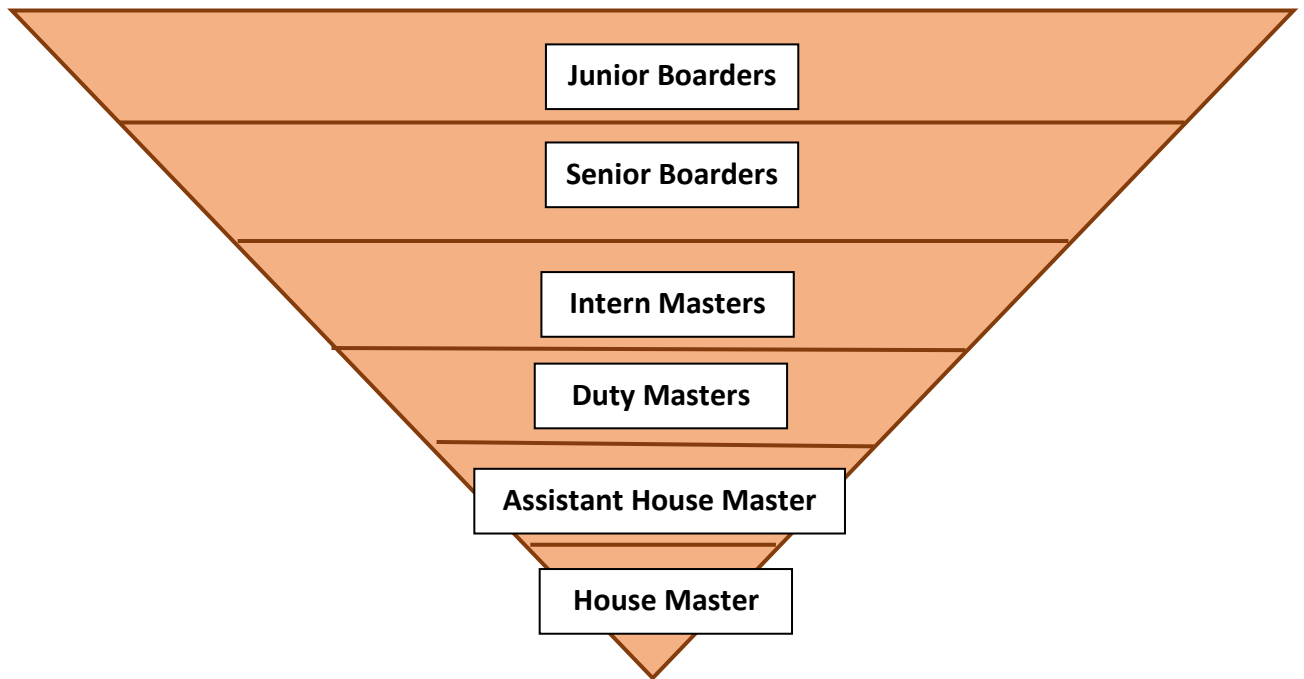 Junior Boarders
Senior Boarders
Intern Masters
Duty Masters
Assistant House Master
House Master